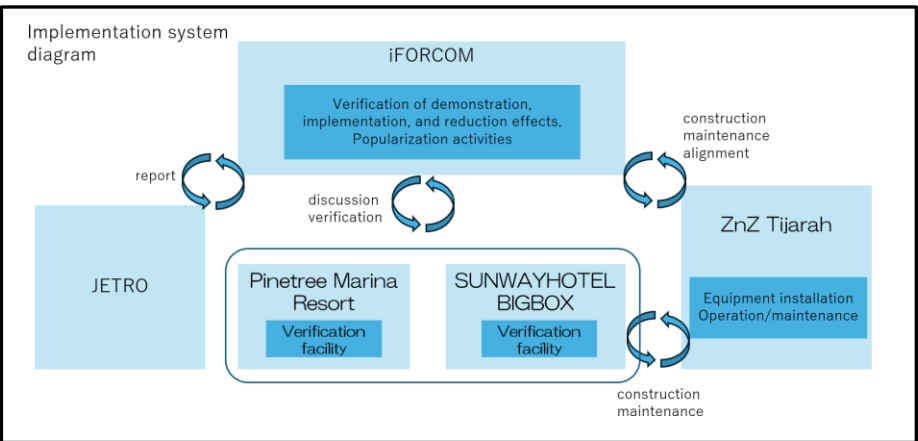 Implementation system
diagram
iFORCOM
Verification of demonstration,
implementation, and reduction effects.
Popularization activities
construction
maintenance
alignment
report
discussion
verification
JETRO
Pinetree Marina
Resort
Verification
facility
SUNWAYHOTEL
BIGBOX
Verification
facility
ZnZ Tijarah
Equipment installation
Operation/maintenance
construction
maintenance